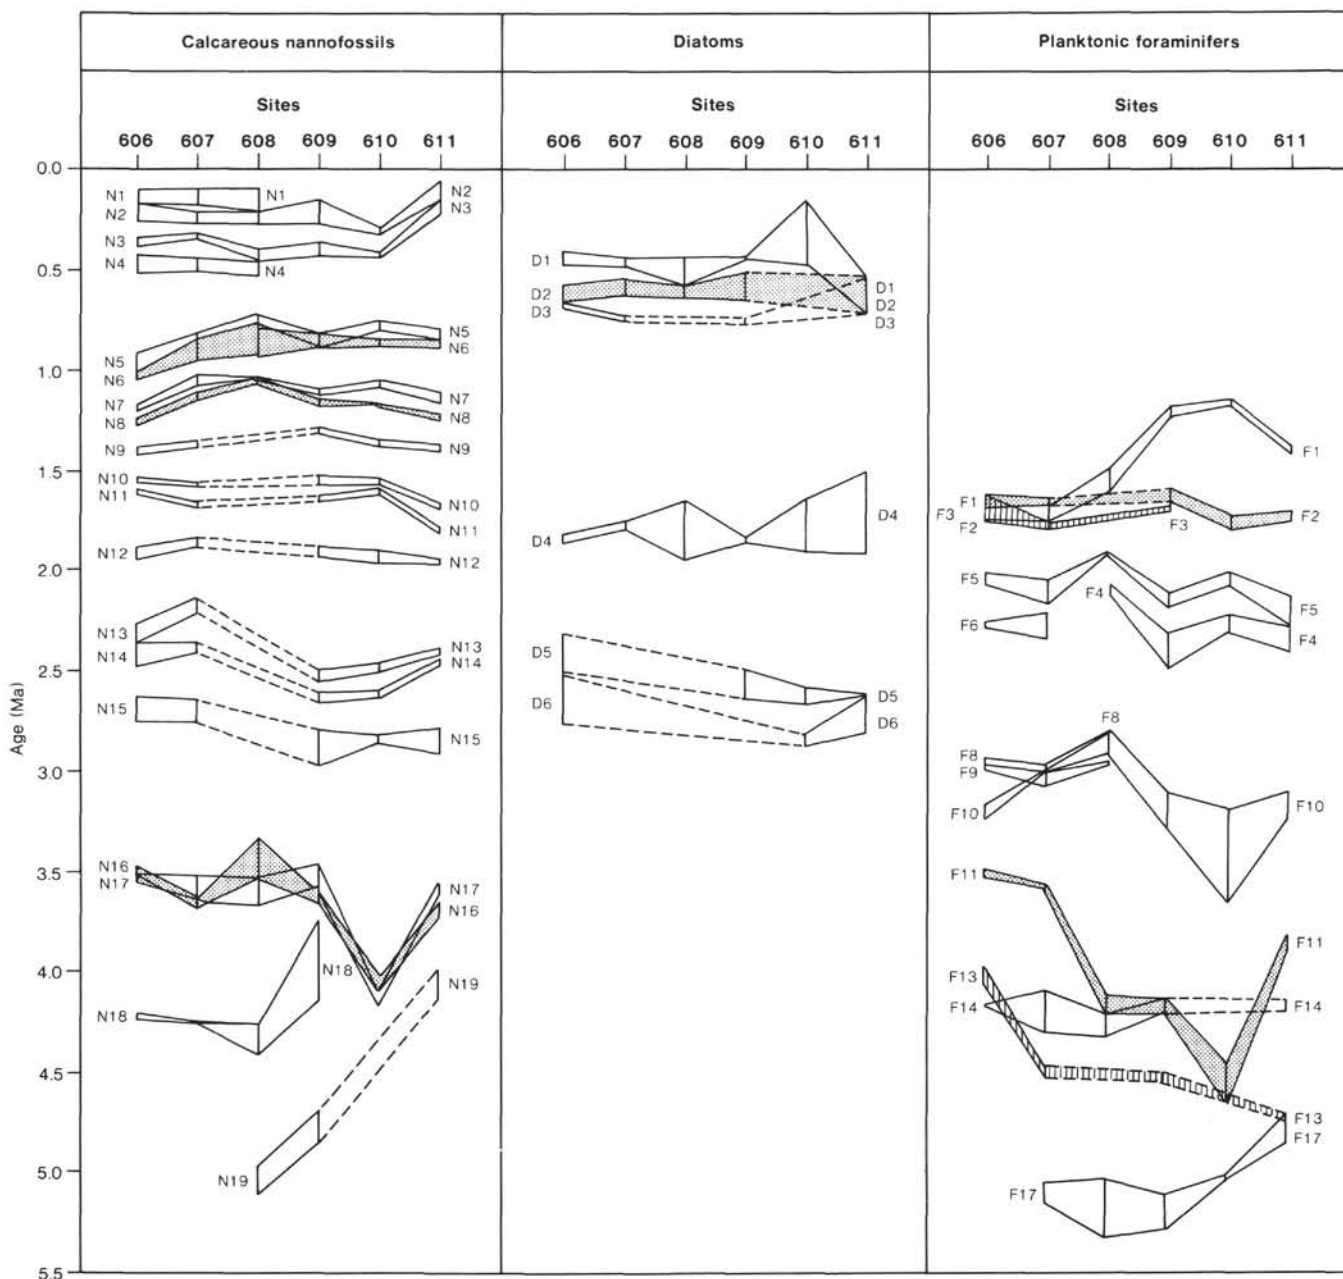 Calcareous nannofossils
Diatoms
Planktonic foraminifers
Sites
Sites
Sites
606 607 608 609 610 611
606 607 608 609 610 611
606 607 608 609 610 611
Age (Ma)
0.0
0.5
1.0
1.5
2.0
2.5
3.0
3.5
4.0
4.5
5.0
5.5
N1
N2
N3
N4
N5
N6
N7
N8
N9
N10
N11
N12
N13
N14
N15
N16
N17
N18
N19
N1
N4
N18
N2
N3
N5
N6
N7
N8
N9
N10
N11
N12
N13
N14
N15
N17
N16
N19
D1
D2
D3
D4
D5
D6
D1
D2
D3
D4
D5
D6
F1
F3
F2
F5
F6
F8
F9
F10
F11
F13
F14
F17
F3
F4
F8
F1
F2
F5
F4
F10
F11
F14
F13
F17